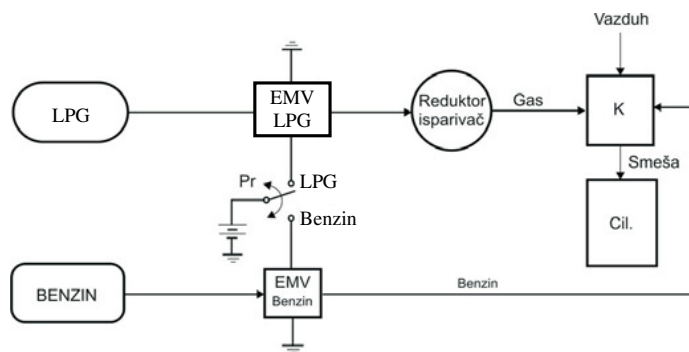 Vazduh
LPG
EMV
LPG
Reduktor
isparivač
Gas
K
Smeša
Pr
LPG
Benzin
Cil.
BENZIN
EMV
Benzin
Benzin